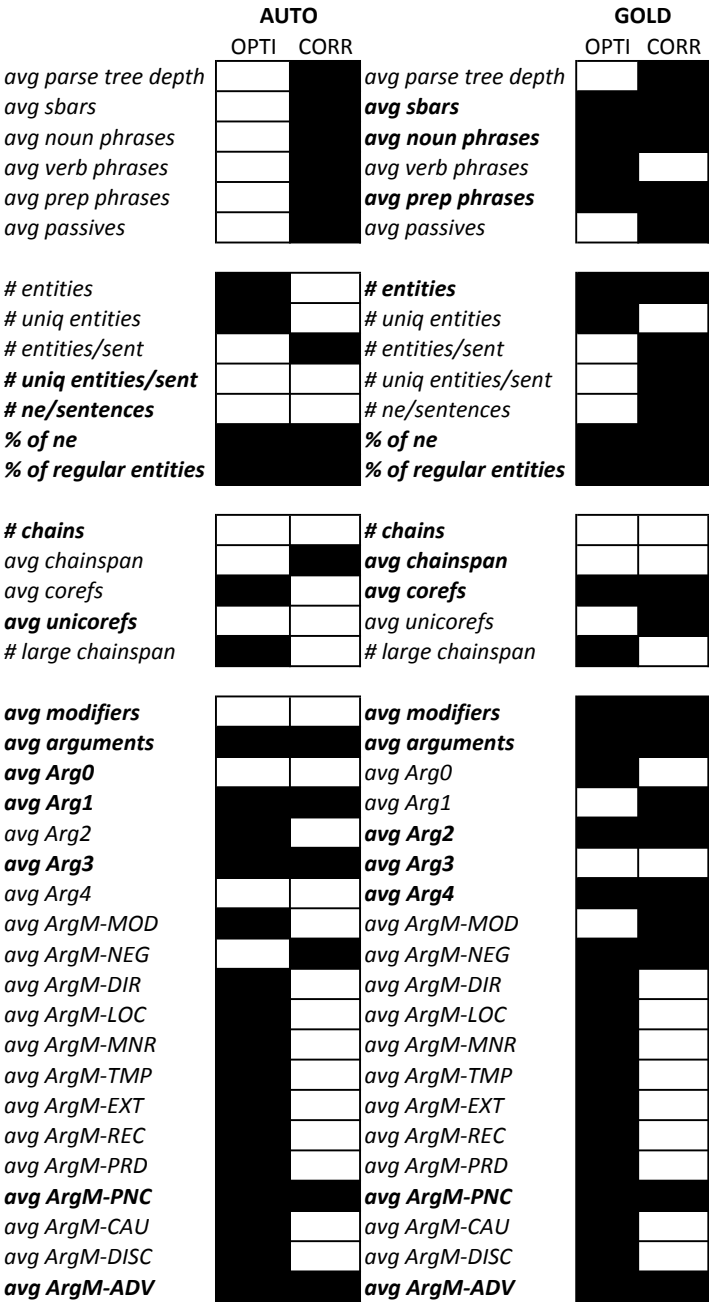 AUTO GOLD
OPTI CORR OPTI CORR
avg parse tree depth avg parse tree depth
avg sbars avg sbars
avg noun phrases avg noun phrases
avg verb phrases avg verb phrases
avg prep phrases avg prep phrases
avg passives avg passives
# entities # entities
# uniq entities # uniq entities
# entities/sent # entities/sent
# uniq entities/sent # uniq entities/sent
# ne/sentences # ne/sentences
% of ne % of ne
% of regular entities % of regular entities
# chains # chains
avg chainspan avg chainspan
avg corefs avg corefs
avg unicorefs avg unicorefs
# large chainspan # large chainspan
avg modifiers avg modifiers
avg arguments avg arguments
avg Arg0 avg Arg0
avg Arg1 avg Arg1
avg Arg2 avg Arg2
avg Arg3 avg Arg3
avg Arg4 avg Arg4
avg ArgM-MOD avg ArgM-MOD
avg ArgM-NEG avg ArgM-NEG
avg ArgM-DIR avg ArgM-DIR
avg ArgM-LOC avg ArgM-LOC
avg ArgM-MNR avg ArgM-MNR
avg ArgM-TMP avg ArgM-TMP
avg ArgM-EXT avg ArgM-EXT
avg ArgM-REC avg ArgM-REC
avg ArgM-PRD avg ArgM-PRD
avg ArgM-PNC avg ArgM-PNC
avg ArgM-CAU avg ArgM-CAU
avg ArgM-DISC avg ArgM-DISC
avg ArgM-ADV avg ArgM-ADV